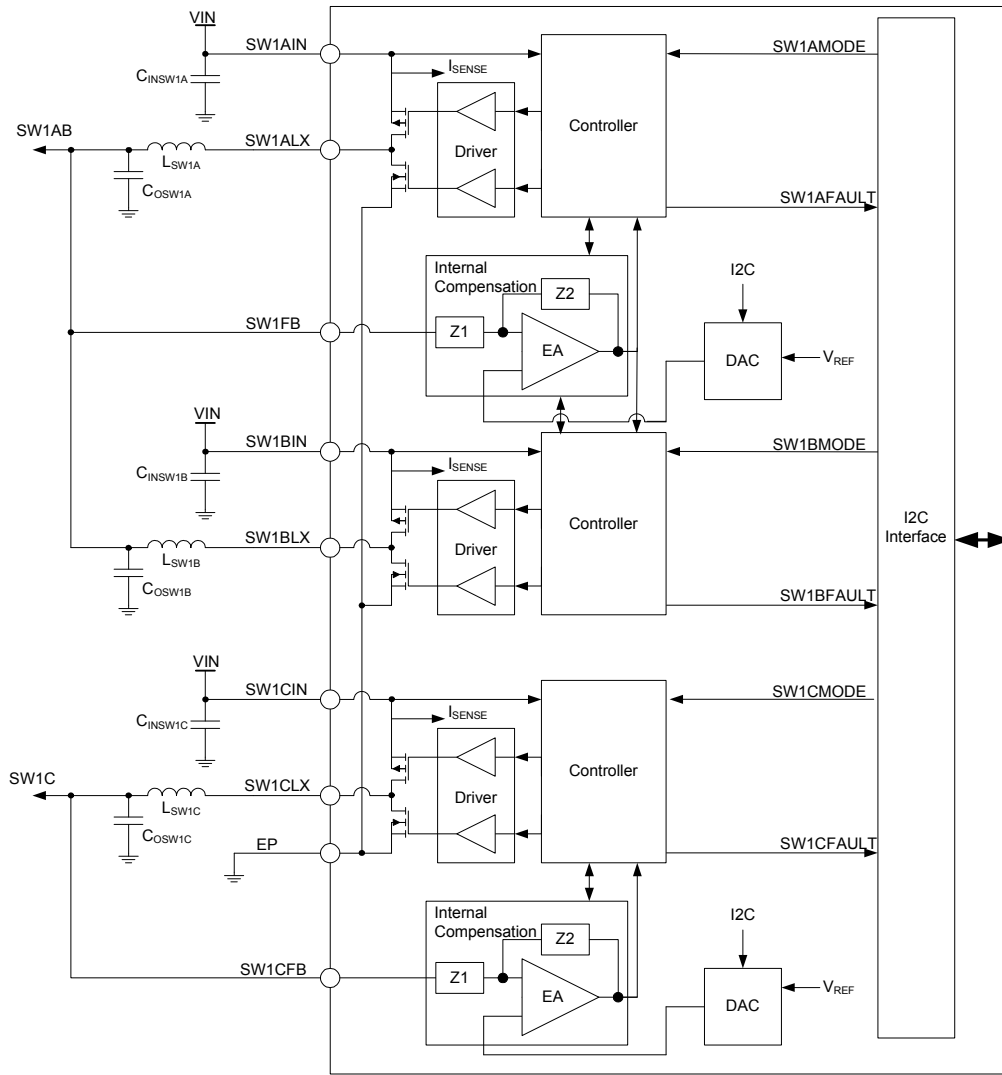 VIN
SW1AIN
SW1AMODE
CINSW1A
ISENSE
Controller
SW1AB
SW1ALX
Driver
LSW1A
COSW1A
SW1AFAULT
Internal
Compensation
I2C
Z2
SW1FB
Z1
EA
DAC
VREF
VIN
SW1BIN
SW1BMODE
CINSW1B
ISENSE
Controller
I2C
Interface
SW1BLX
Driver
LSW1B
COSW1B
SW1BFAULT
VIN
SW1CIN
SW1CMODE
CINSW1C
ISENSE
Controller
SW1C
SW1CLX
Driver
LSW1C
COSW1C
EP
SW1CFAULT
Internal
Compensation
I2C
Z2
SW1CFB
Z1
EA
DAC
VREF